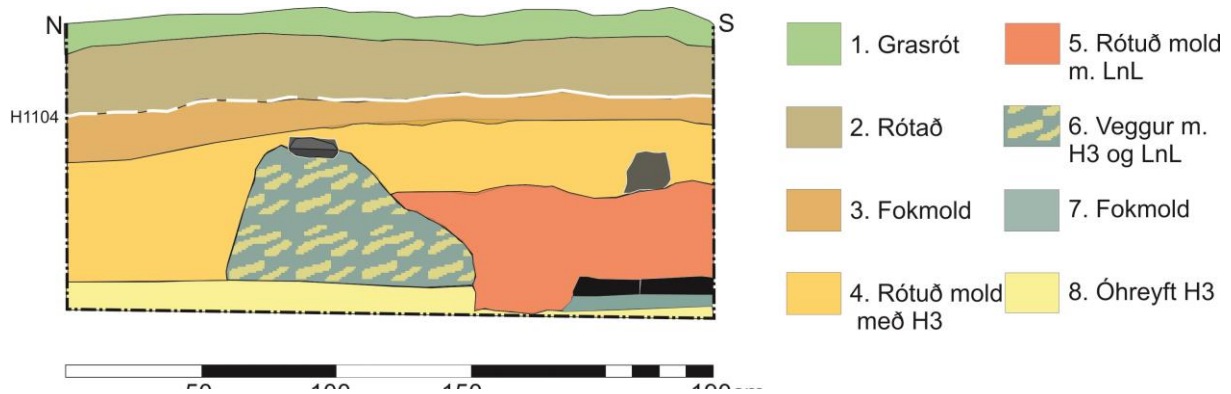 N
S
H1104
1. Grasrót
2. Rótað
3. Fokmold
4. Rótuð mold
með H3
5. Rótuð mold
m. LnL
6. Veggur m.
H3 og LnL
7. Fokmold
8. Óhreyft H3
50
100
150
190cm